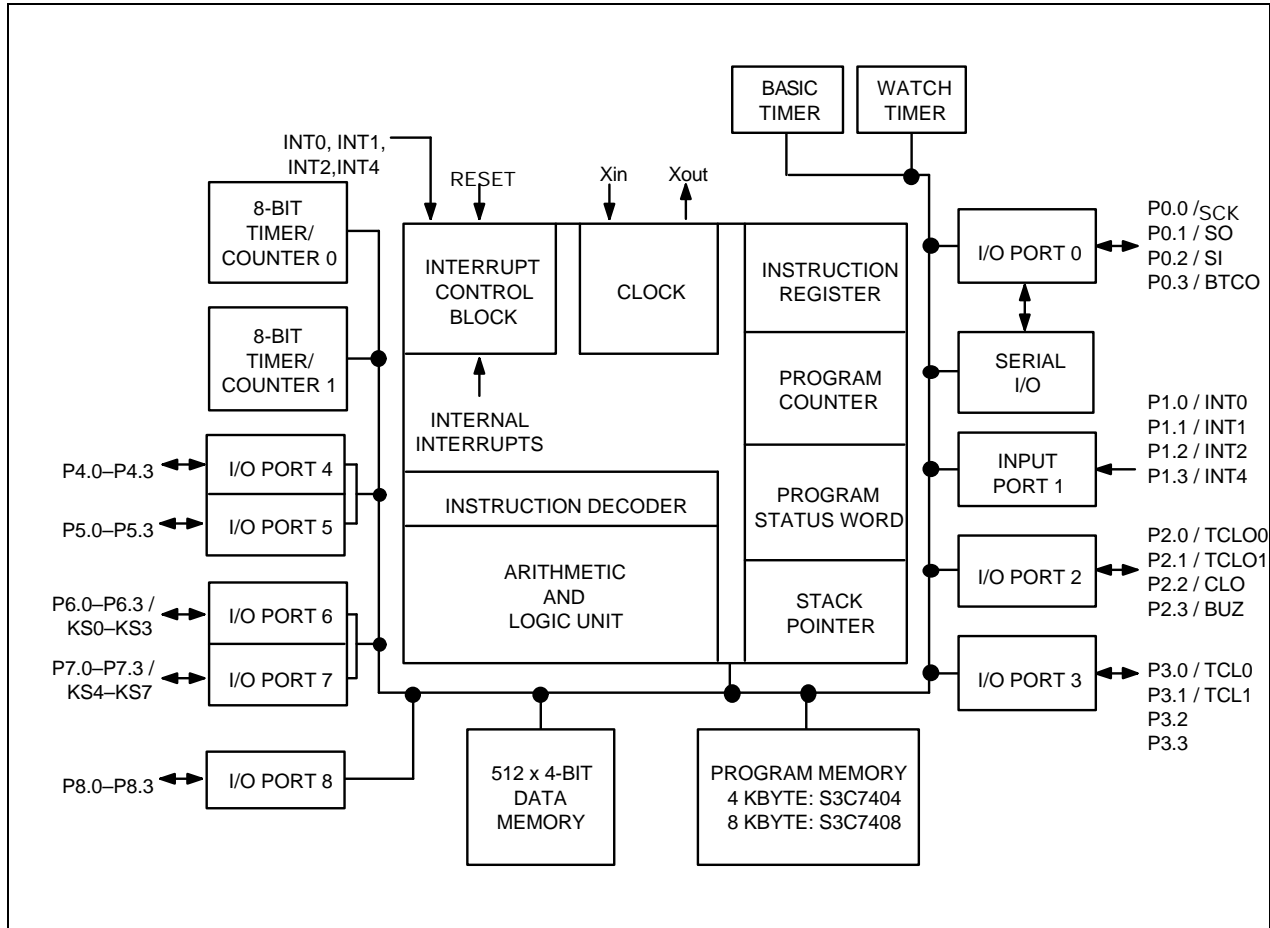 BASIC
TIMER
WATCH
TIMER
INT0, INT1,
INT2,INT4
RESET
Xin
Xout
8-BIT
TIMER/
COUNTER 0
INTERRUPT
CONTROL
BLOCK
CLOCK
INSTRUCTION
REGISTER
I/O PORT 0
P0.0 /SCK
P0.1 / SO
P0.2 / SI
P0.3 / BTCO
8-BIT
TIMER/
COUNTER 1
INTERNAL
INTERRUPTS
PROGRAM
COUNTER
SERIAL
I/O
P4.0–P4.3
I/O PORT 4
P5.0–P5.3
I/O PORT 5
INSTRUCTION DECODER
PROGRAM
STATUS WORD
INPUT
PORT 1
P1.0 / INT0
P1.1 / INT1
P1.2 / INT2
P1.3 / INT4
ARITHMETIC
AND
LOGIC UNIT
STACK
POINTER
I/O PORT 2
P2.0 / TCLO0
P2.1 / TCLO1
P2.2 / CLO
P2.3 / BUZ
P6.0–P6.3 /
KS0–KS3
I/O PORT 6
P7.0–P7.3 /
KS4–KS7
I/O PORT 7
I/O PORT 3
P3.0 / TCL0
P3.1 / TCL1
P3.2
P3.3
P8.0–P8.3
I/O PORT 8
512 x 4-BIT
DATA
MEMORY
PROGRAM MEMORY
4 KBYTE: S3C7404
8 KBYTE: S3C7408